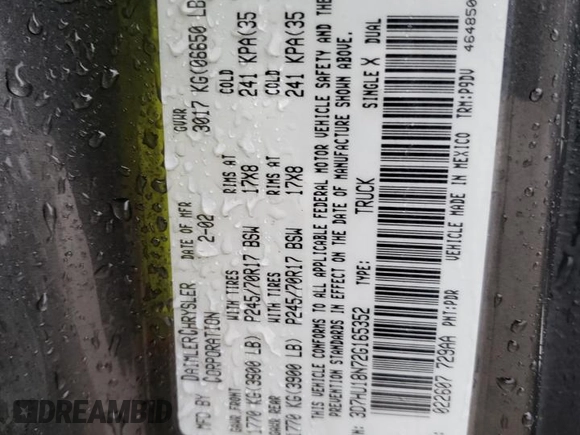 DAIMLERCHRYSLER CORPORATION
DATE OF MFR 2-02
GVWR 3017 KG(06650 LB
GAWR FRONT WITH TIRES RIMS AT COLD
1770 KG(3900 LB) P245/70R17 BSW 17X8 241 KPA(35
GAWR REAR WITH TIRES RIMS AT COLD
1770 KG(3900 LB) P245/70R17 BSW 17X8 241 KPA(35
THIS VEHICLE CONFORMS TO ALL APPLICABLE FEDERAL MOTOR VEHICLE SAFETY AND
THEFT PREVENTION STANDARDS IN EFFECT ON THE DATE OF MANUFACTURE SHOWN ABOVE.
3D7HU18N72G165352 TYPE: TRUCK SINGLE X DUAL
022807 729AA PNT:PDR VEHICLE MADE IN MEXICO TRM:P9DV 464850